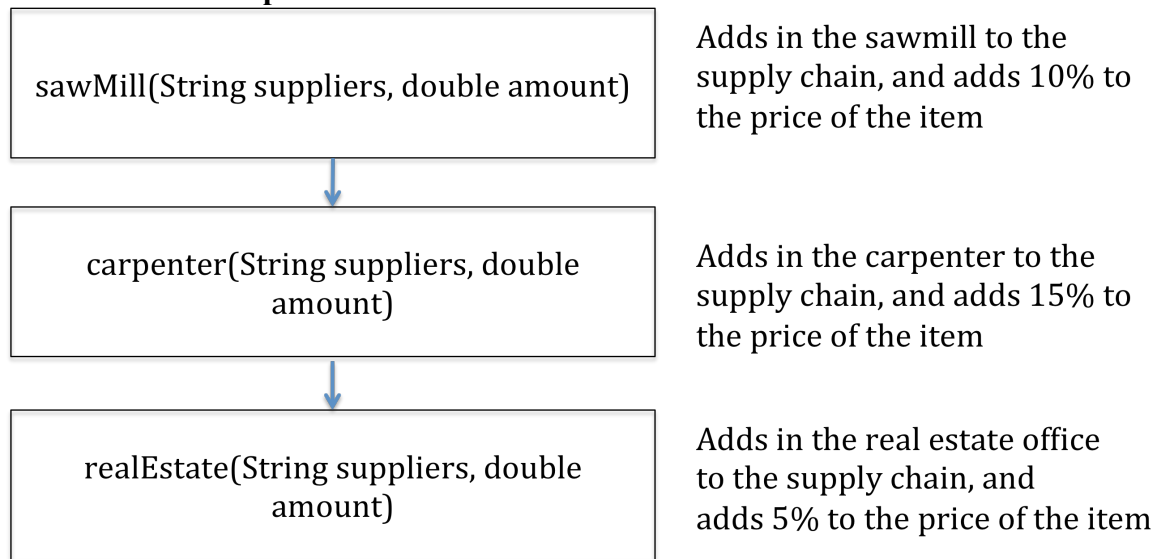 sawMill(String suppliers, double amount)
Adds in the sawmill to the
supply chain, and adds 10% to
the price of the item
carpenter(String suppliers, double
amount)
Adds in the carpenter to the
supply chain, and adds 15% to
the price of the item
realEstate(String suppliers, double
amount)
Adds in the real estate office
to the supply chain, and
adds 5% to the price of the item